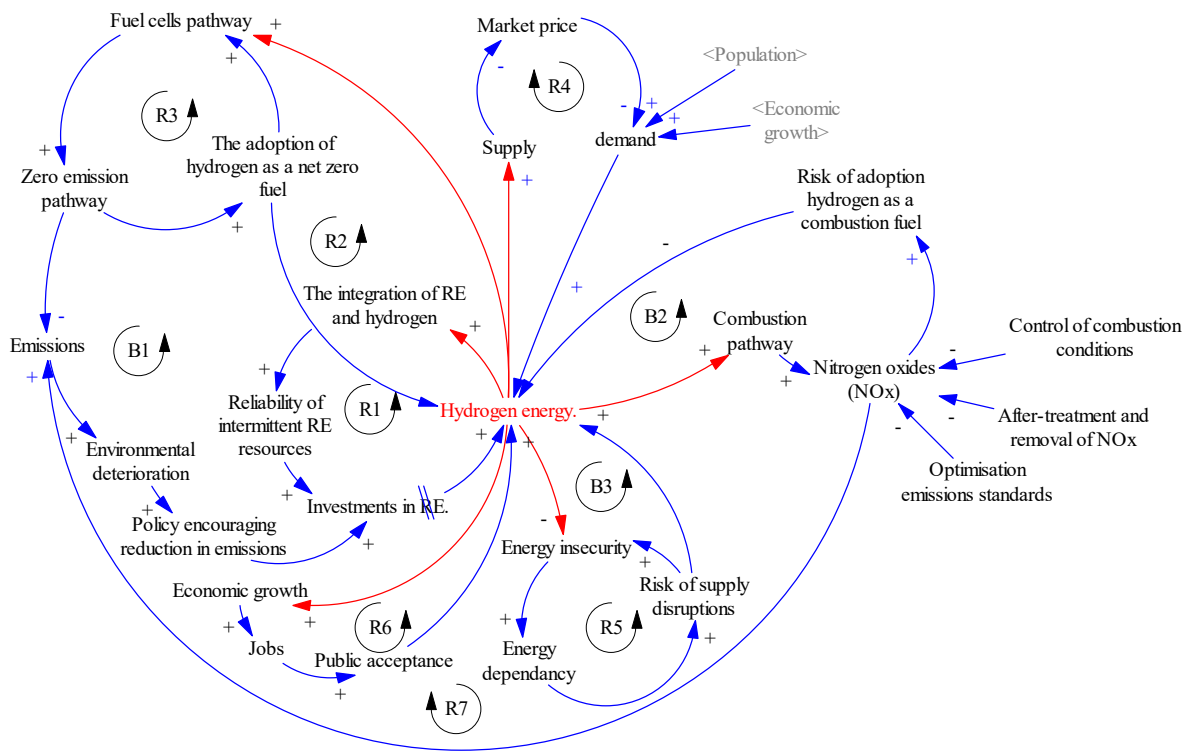 Fuel cells pathway
+
+
Market price
-
R4
<Population>
<Economic
growth>
-
+
+
demand
Supply
+
R3
The adoption of
hydrogen as a net zero
fuel
+
Zero emission
pathway
+
Risk of adoption
hydrogen as a
combustion fuel
-
+
R2
The integration of RE
and hydrogen
+
+
B2
Combustion
pathway
+
Emissions
-
+
B1
Control of combustion
conditions
-
Nitrogen oxides
(NOx)
+
+
Reliability of
intermittent RE
resources
R1
Hydrogen energy.
+
+
+
After-treatment and
removal of NOx
-
-
Optimisation
emissions standards
+
Environmental
deterioration
+
Policy encouraging
reduction in emissions
+
Investments in RE.
+
B3
-
Energy insecurity
+
Risk of supply
disruptions
+
Economic growth
+
+
Jobs
R6
Public acceptance
+
+
Energy
dependancy
R5
R7